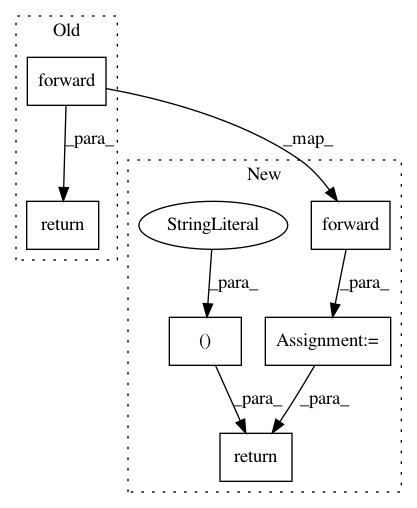 Old
forward
_para_
_map_
New
return
StringLiteral
forward
_para_
_para_
()
Assignment:=
_para_
_para_
return